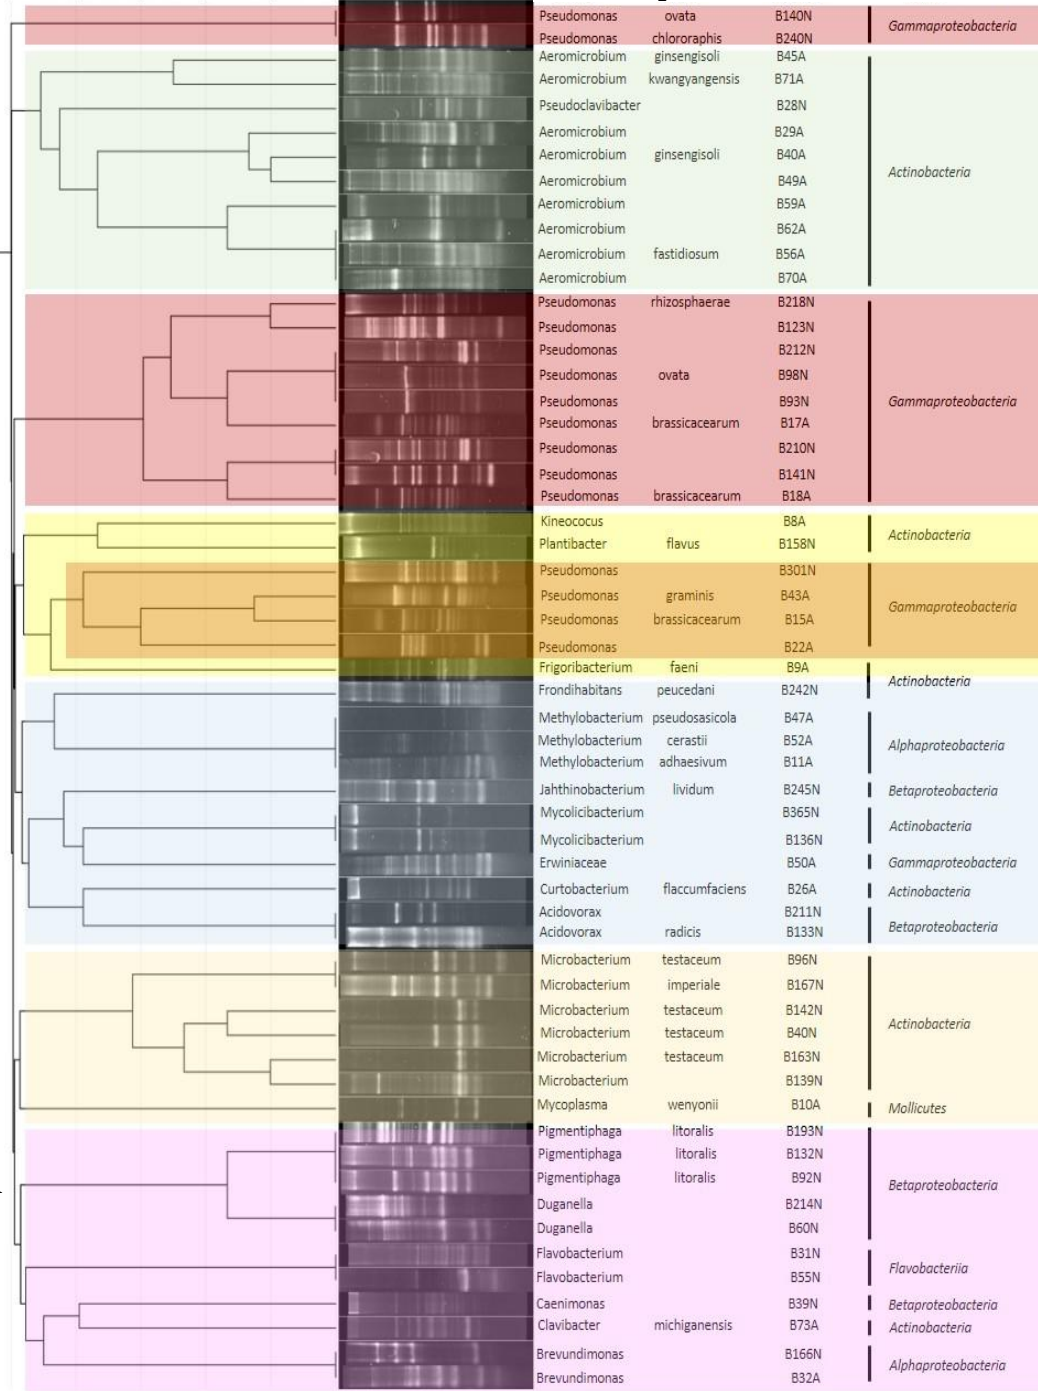 Pseudomonas ovata B140N
Gammaproteobacteria
Pseudomonas chlororaphis B240N
Aeromicrobium ginsengisoli B45A
Aeromicrobium kwangyangensis B71A
Pseudoclavibacter B28N
Aeromicrobium B29A
Aeromicrobium ginsengisoli B40A
Actinobacteria
Aeromicrobium B49A
Aeromicrobium B59A
Aeromicrobium B62A
Aeromicrobium fastidiosum B56A
Aeromicrobium B70A
Pseudomonas rhizosphaerae B218N
Pseudomonas B123N
Pseudomonas B212N
Pseudomonas ovata B98N
Pseudomonas B93N Gammaproteobacteria
Pseudomonas brassicacearum B17A
Pseudomonas B210N
Pseudomonas B141N
Pseudomonas brassicacearum B18A
Kineococus B8A
Actinobacteria
Plantibacter flavus B158N
Pseudomonas B301N
Pseudomonas graminis B43A
Gammaproteobacteria
Pseudomonas brassicacearum B15A
Pseudomonas B22A
Frigoribacterium faeni B9A
Actinobacteria
Frondihabitans peucedani B242N
Methylobacterium pseudosasicola B47A
Methylobacterium cerastii B52A Alphaproteobacteria
Methylobacterium adhaesivum B11A
Jahthinobacterium lividum B245N Betaproteobacteria
Mycolicibacterium B365N
Actinobacteria
Mycolicibacterium B136N
Erwiniaceae B50A Gammaproteobacteria
Curtobacterium flaccumfaciens B26A Actinobacteria
Acidovorax B211N
Betaproteobacteria
Acidovorax radicis B133N
Microbacterium testaceum B96N
Microbacterium imperiale B167N
Microbacterium testaceum B142N
Actinobacteria
Microbacterium testaceum B40N
Microbacterium testaceum B163N
Microbacterium B139N
Mycoplasma wenyonii B10A Mollicutes
Pigmentiphaga litoralis B193N
Pigmentiphaga litoralis B132N
Pigmentiphaga litoralis B92N
Betaproteobacteria
Duganella B214N
Duganella B60N
Flavobacterium B31N
Flavobacteriia
Flavobacterium B55N
Caenimonas B39N Betaproteobacteria
Clavibacter michiganensis B73A Actinobacteria
Brevundimonas B166N
Alphaproteobacteria
Brevundimonas B32A